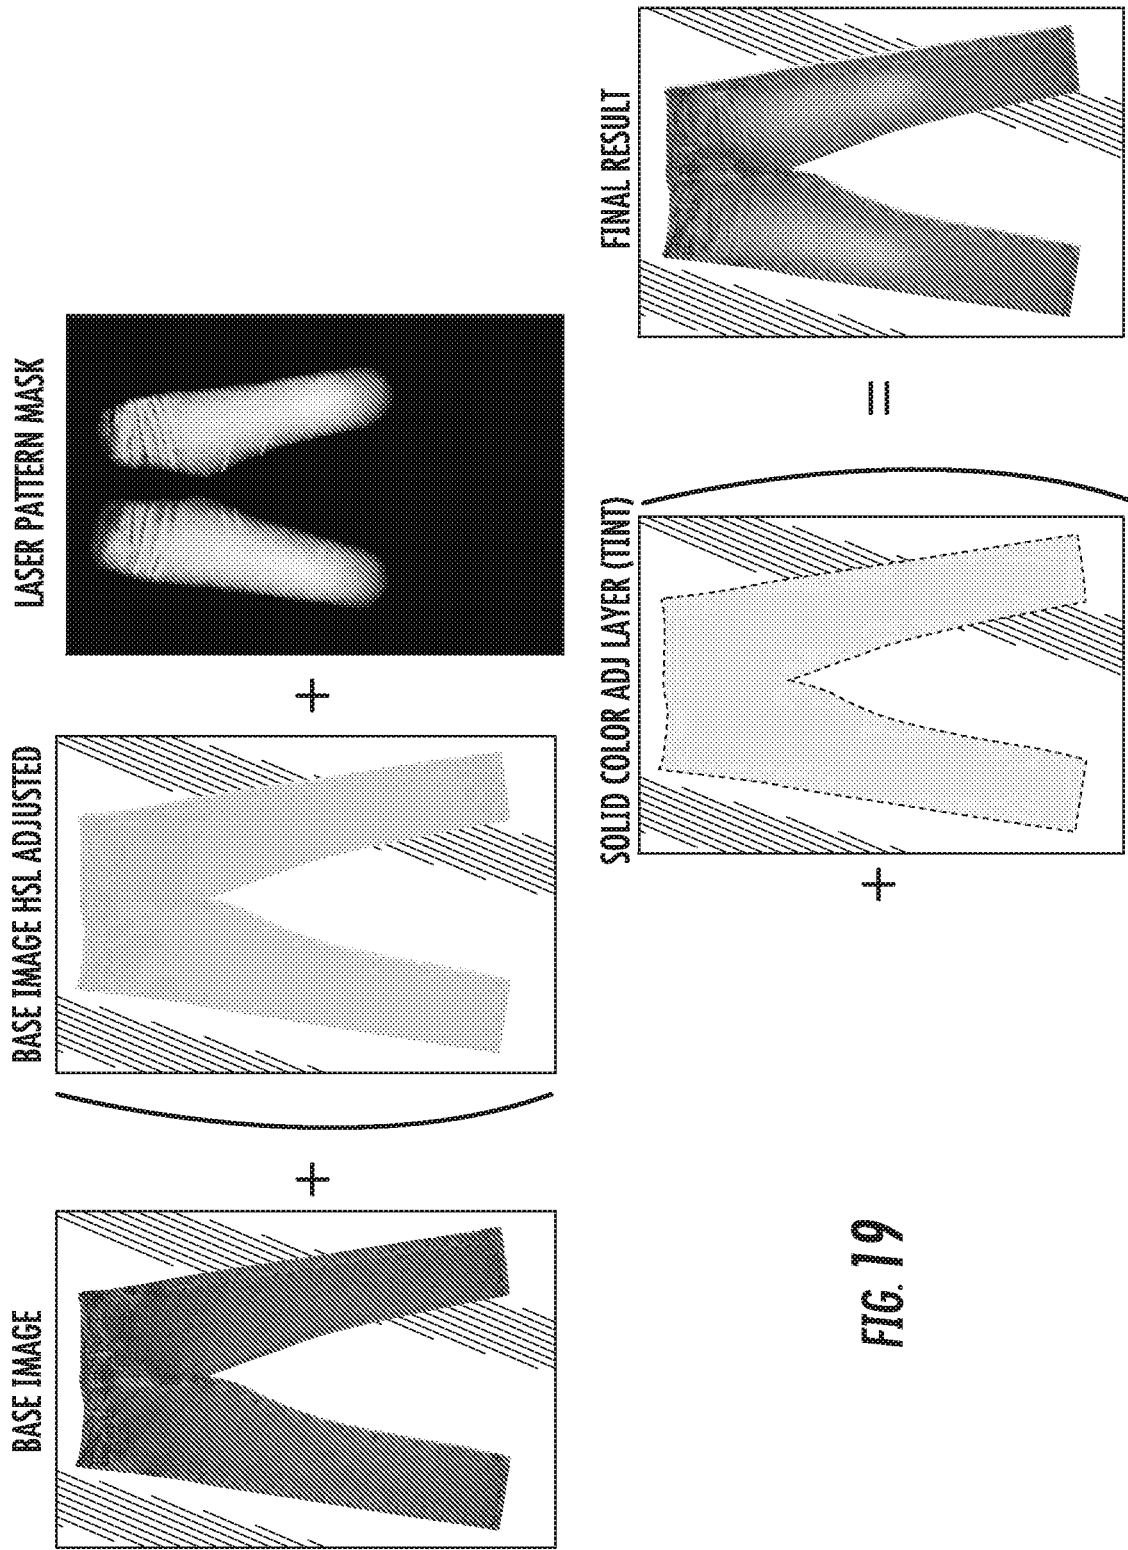 BASE IMAGE
+
BASE IMAGE HSL ADJUSTED
+
LASER PATTERN MASK
+
SOLID COLOR ADJ LAYER (TINT)
=
FINAL RESULT
FIG. 19